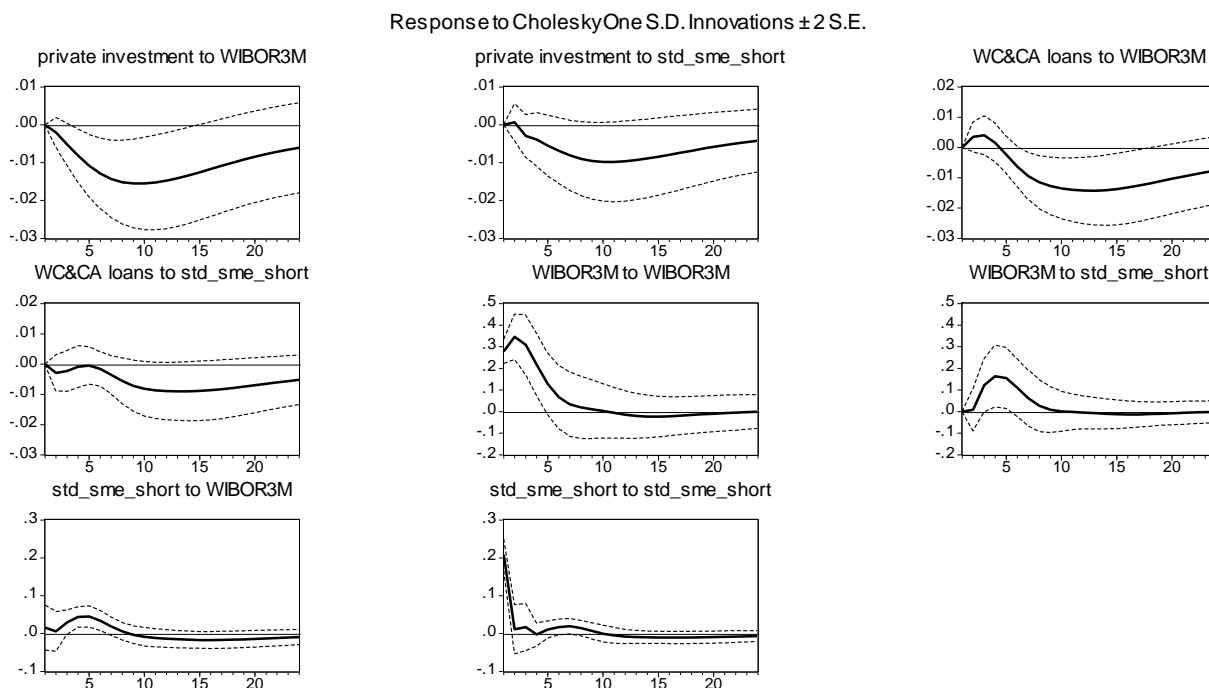 Response to Cholesky One S.D. Innovations ± 2 S.E.
private investment to WIBOR3M
.01
.00
-.01
-.02
-.03
5 10 15 20
private investment to std_sme_short
.01
.00
-.01
-.02
-.03
5 10 15 20
WC&CA loans to WIBOR3M
.02
.01
.00
-.01
-.02
-.03
5 10 15 20
WC&CA loans to std_sme_short
.02
.01
.00
-.01
-.02
-.03
5 10 15 20
WIBOR3M to WIBOR3M
.5
.4
.3
.2
.1
.0
-.1
-.2
5 10 15 20
WIBOR3M to std_sme_short
.5
.4
.3
.2
.1
.0
-.1
-.2
5 10 15 20
std_sme_short to WIBOR3M
.3
.2
.1
.0
-.1
5 10 15 20
std_sme_short to std_sme_short
.3
.2
.1
.0
-.1
5 10 15 20